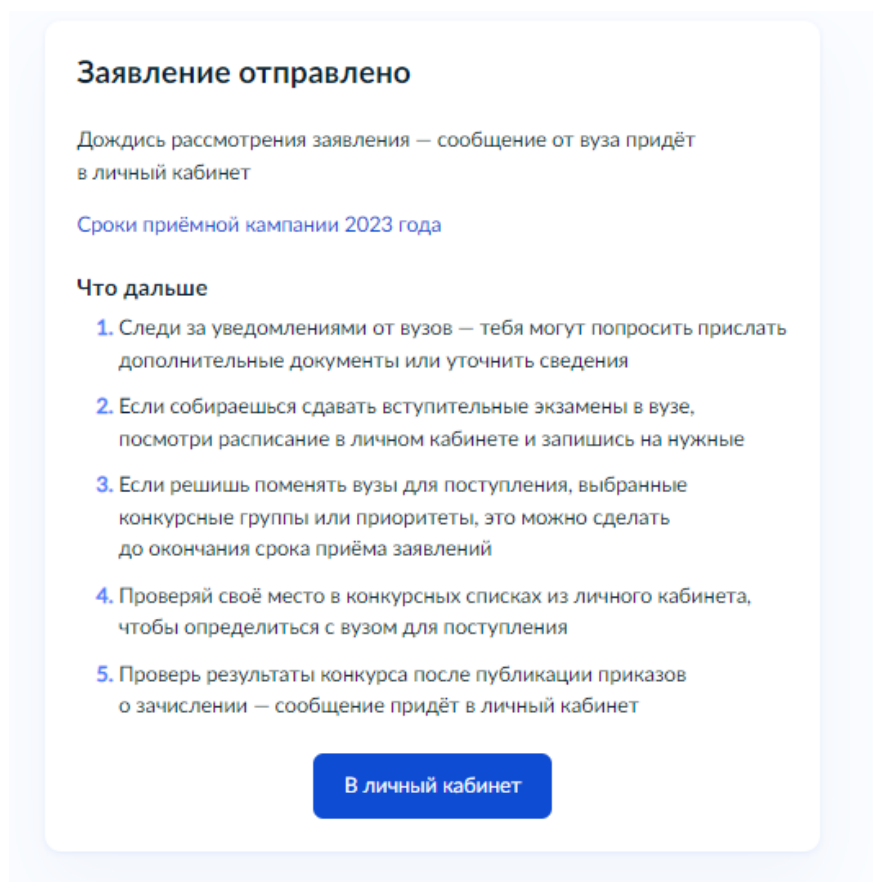 Заявление отправлено
Дождись рассмотрения заявления — сообщение от вуза придёт
в личный кабинет
Сроки приёмной кампании 2023 года
Что дальше
1. Следи за уведомлениями от вузов — тебя могут попросить прислать
дополнительные документы или уточнить сведения
2. Если собираешься сдавать вступительные экзамены в вузе,
посмотри расписание в личном кабинете и запишись на нужные
3. Если решишь поменять вузы для поступления, выбранные
конкурсные группы или приоритеты, это можно сделать
до окончания срока приёма заявлений
4. Проверяй своё место в конкурсных списках из личного кабинета,
чтобы определиться с вузом для поступления
5. Проверь результаты конкурса после публикации приказов
о зачислении — сообщение придёт в личный кабинет
В личный кабинет